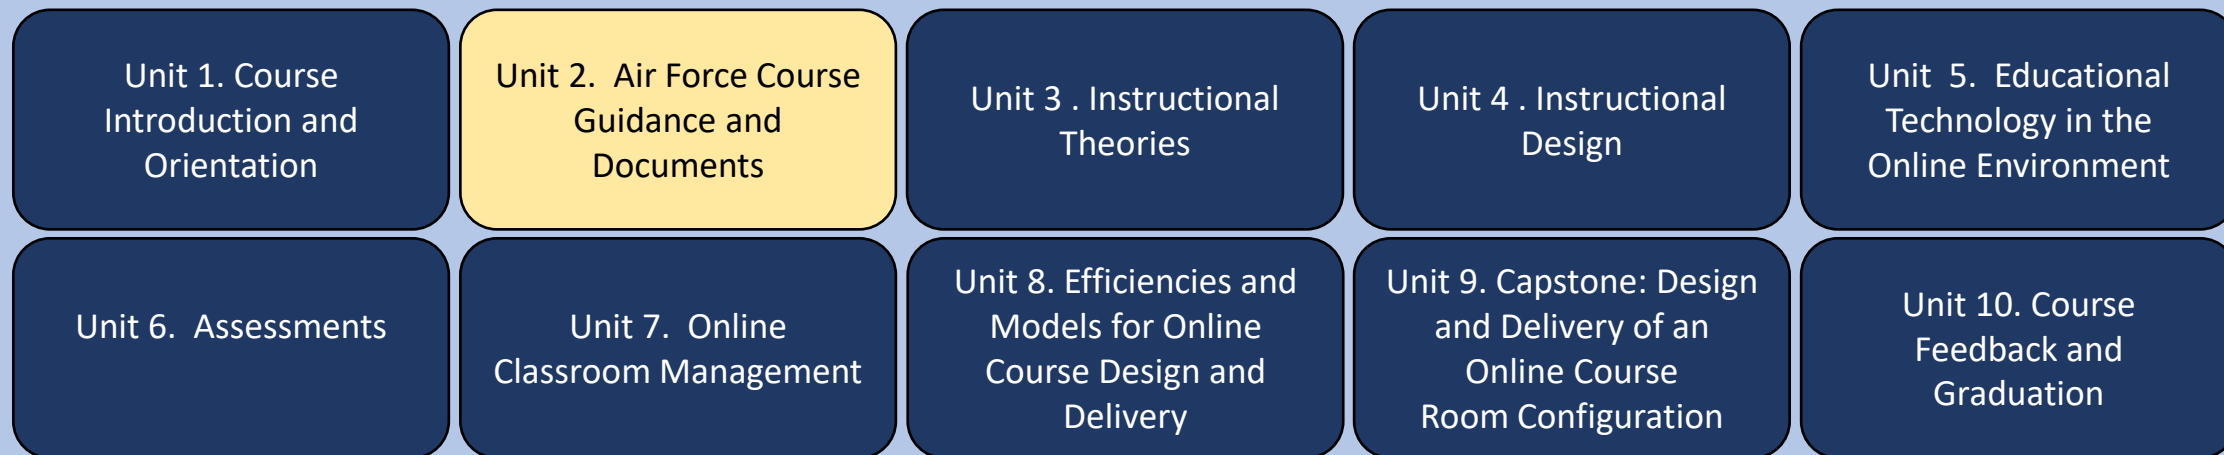 Unit 1. Course
Introduction and
Orientation
Unit 2.  Air Force Course
Guidance and
Documents
Unit 3 . Instructional
Theories
Unit 4 . Instructional
Design
Unit  5.  Educational
Technology in the
Online Environment
Unit 6.  Assessments
Unit 7.  Online
Classroom Management
Unit 8. Efficiencies and
Models for Online
Course Design and
Delivery
Unit 9. Capstone: Design
and Delivery of an
Online Course
Room Configuration
Unit 10. Course
Feedback and
Graduation